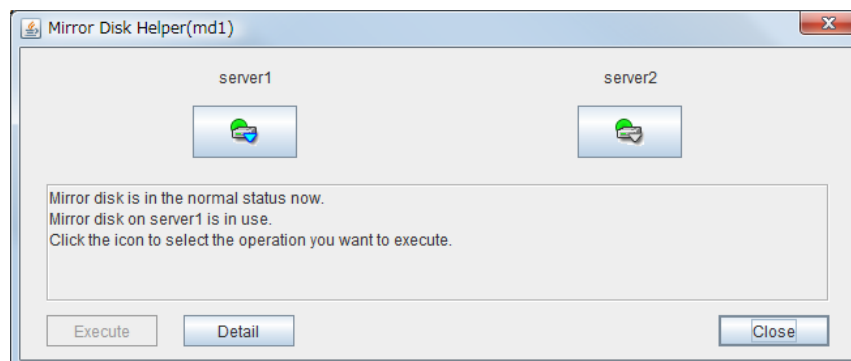 Mirror Disk Helper(md1)
server1 server2
Mirror disk is in the normal status now.
Mirror disk on server1 is in use.
Click the icon to select the operation you want to execute.
Execute Detail Close